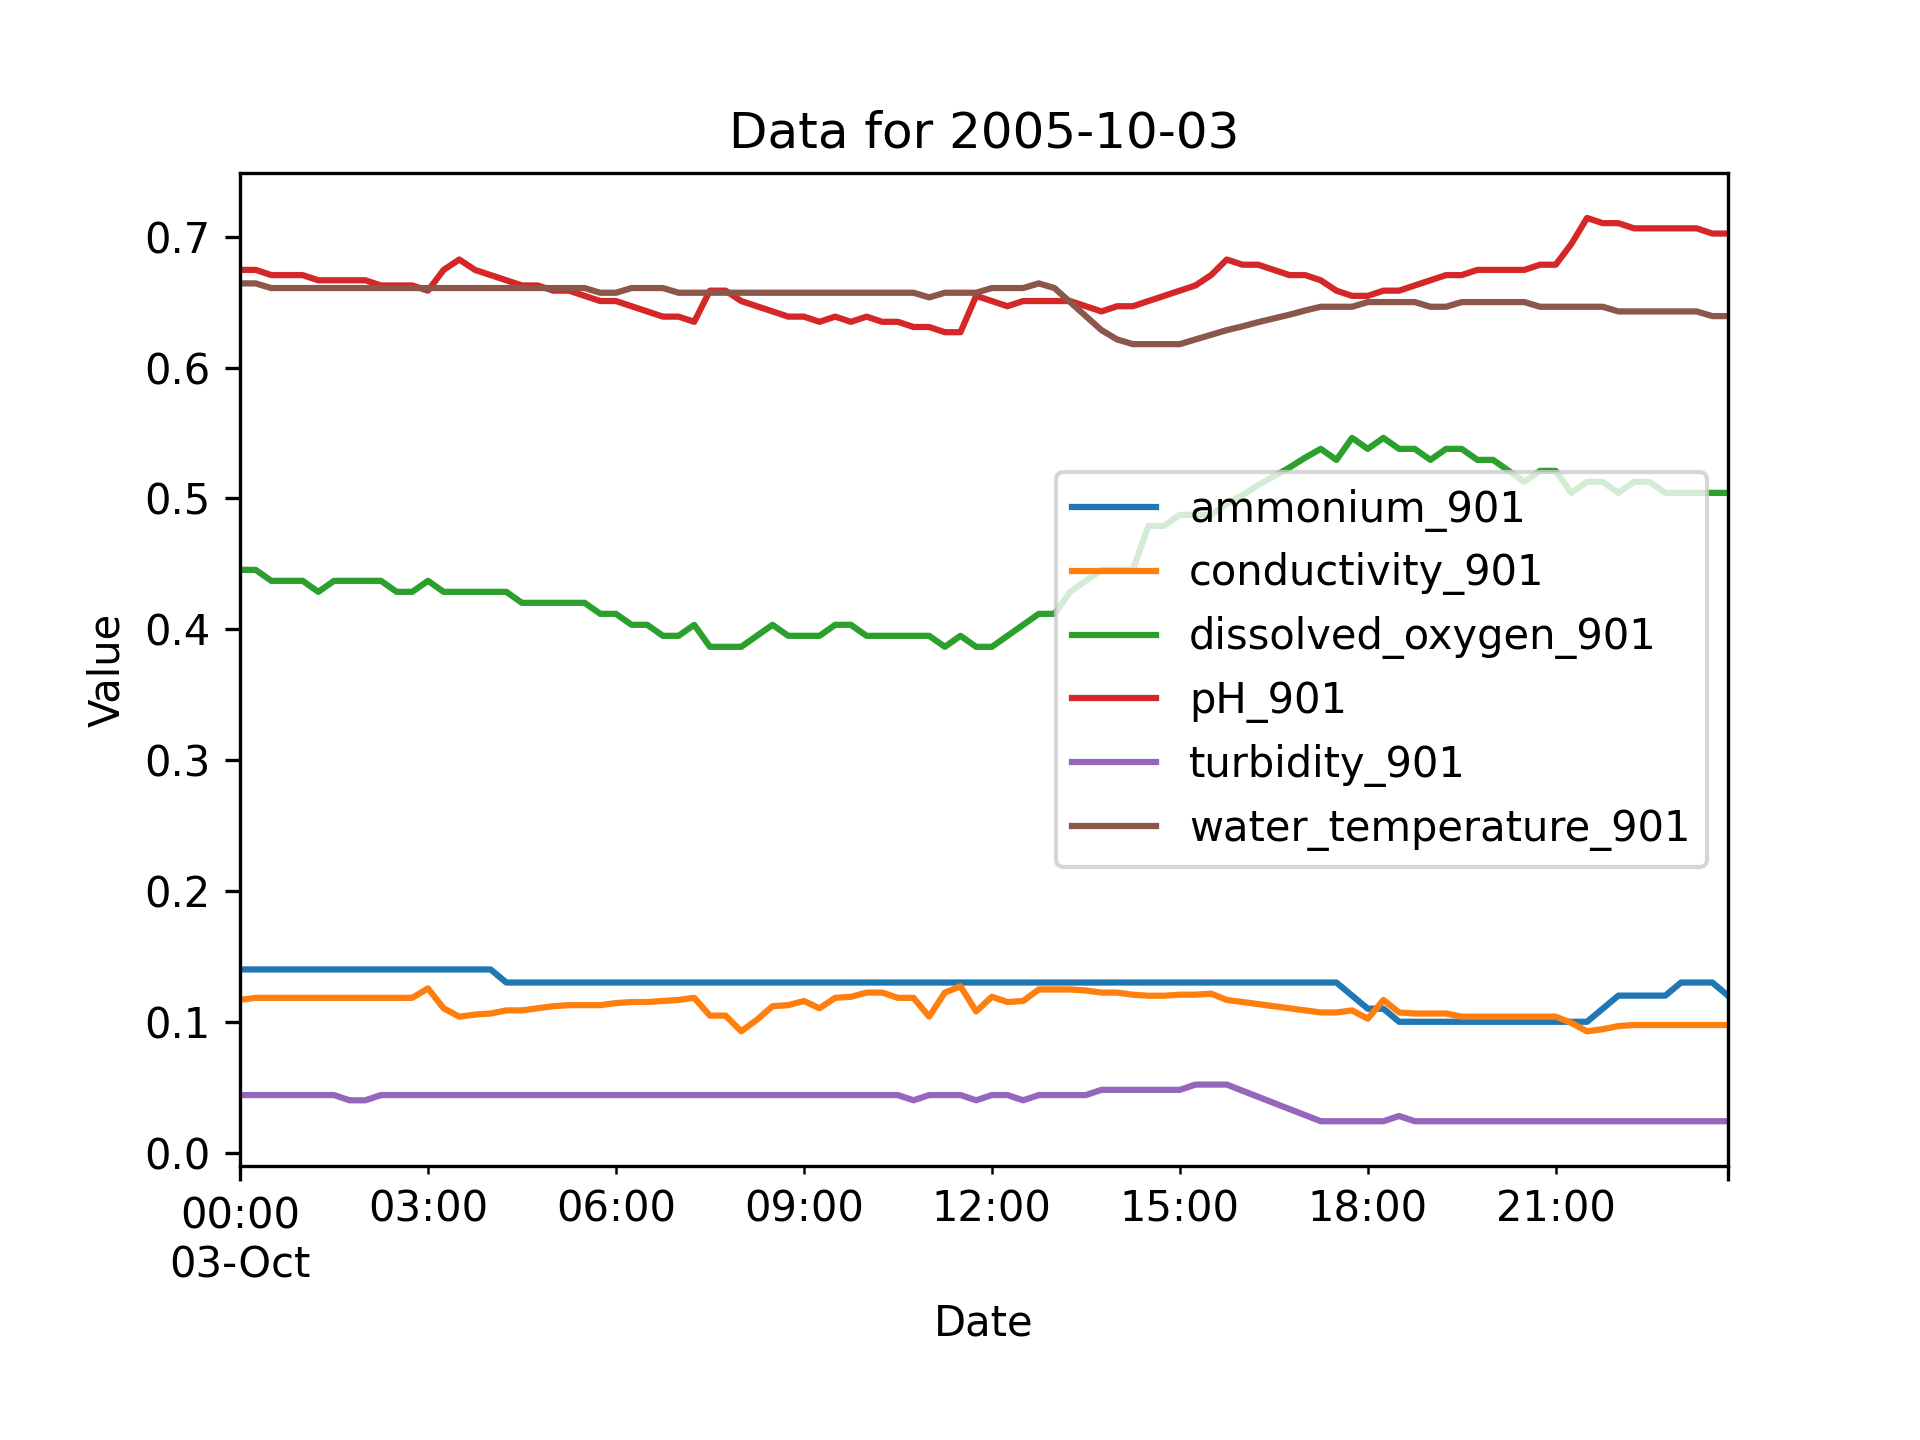 Data for 2005-10-03
Value
0.7
0.6
0.5
0.4
0.3
0.2
0.1
0.0
ammonium_901
conductivity_901
dissolved_oxygen_901
pH_901
turbidity_901
water_temperature_901
00:00 03:00 06:00 09:00 12:00 15:00 18:00 21:00
03-Oct
Date